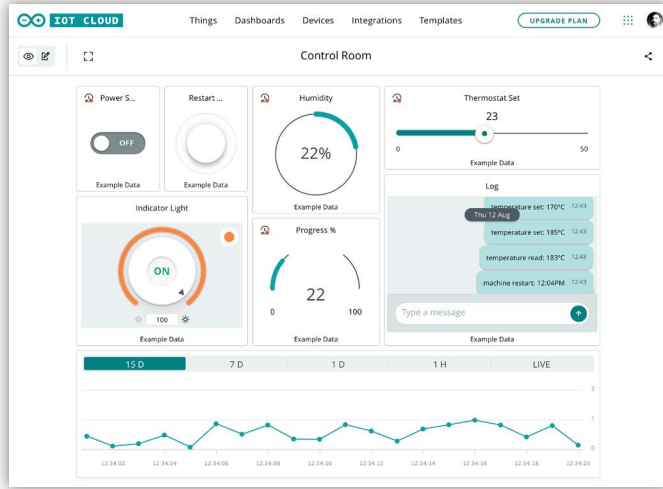 IOT CLOUD
Things Dashboards Devices Integrations Templates
UPGRADE PLAN
Control Room
Power S...
OFF
Example Data
Restart ...
Example Data
Humidity
22%
Example Data
Thermostat Set
23
0 50
Example Data
Indicator Light
ON
100
Example Data
Progress %
22
0 100
Example Data
Log
temperature set: 170°C 12:43
Thu 12 Aug
temperature set: 185°C 12:43
temperature read: 183°C 12:43
machine restart: 12:04PM 12:43
Type a message
Example Data
15 D 7 D 1 D 1 H LIVE
2
1
0
12:34:02 12:34:04 12:34:06 12:34:08 12:34:10 12:34:12 12:34:14 12:34:16 12:34:18 12:34:20